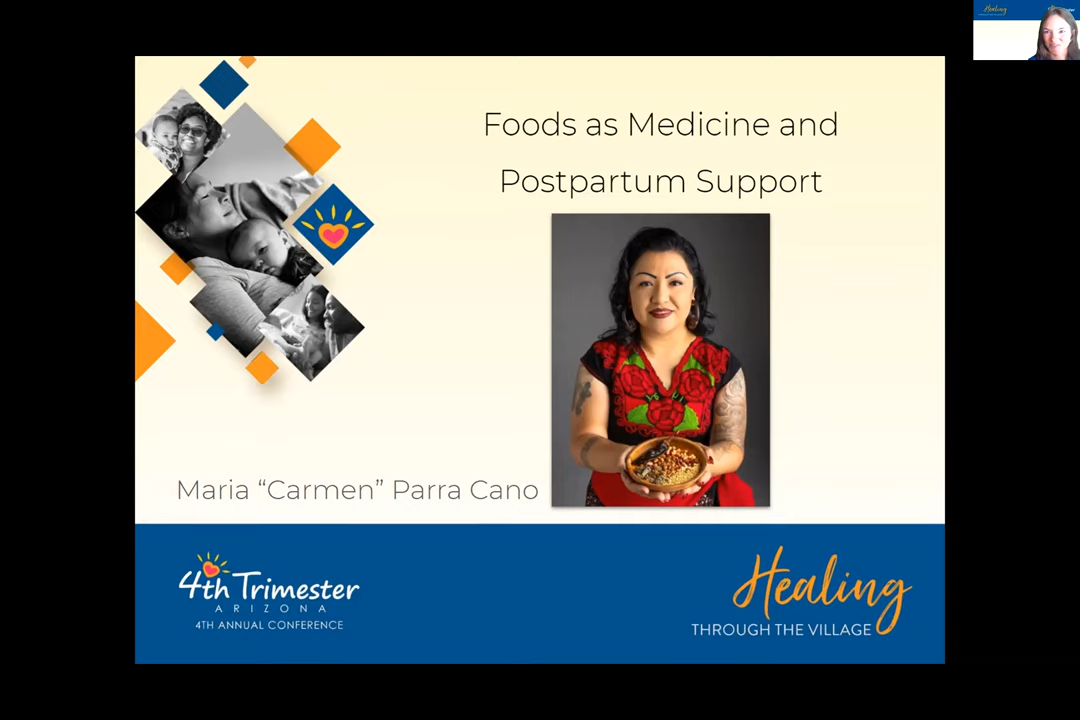 Healing
Foods as Medicine and
Postpartum Support
Maria “Carmen” Parra Cano
4th Trimester
ARIZONA
4TH ANNUAL CONFERENCE
Healing
THROUGH THE VILLAGE